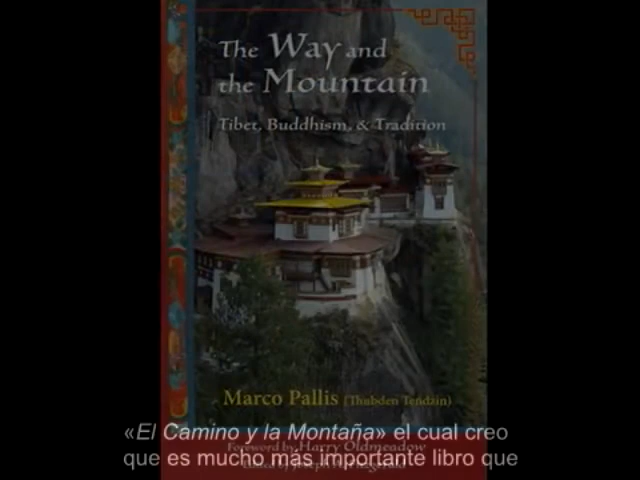 The Way and
the Mountain
Tibet, Buddhism, & Tradition
Marco Pallis (Thubden Tendzin)
«El Camino y la Montaña» el cual creo
Foreword by Harry Oldmeadow
que es mucho más importante libro que